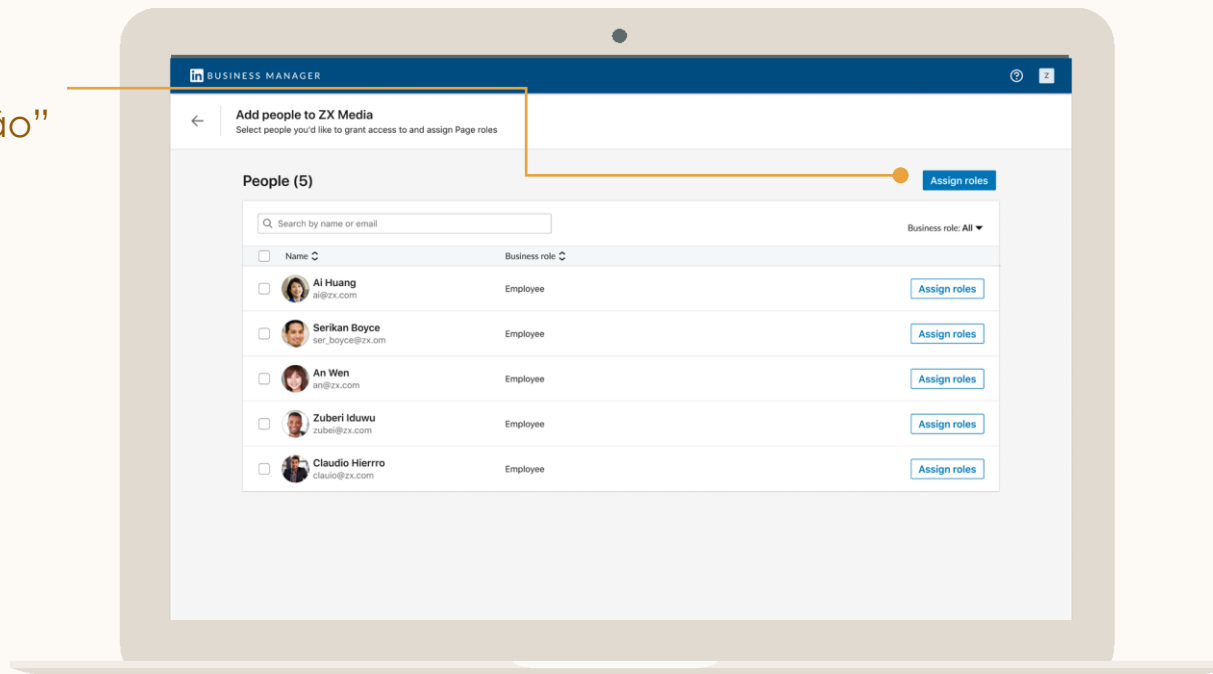 in BUSINESS MANAGER
Z
ão”
Add people to ZX Media
Select people you'd like to grant access to and assign Page roles
People (5)
Assign roles
Search by name or email
Business role: All
Name
Business role
Ai Huang
ai@zx.com
Employee
Assign roles
Serikan Boyce
ser_boyce@zx.om
Employee
Assign roles
An Wen
an@zx.com
Employee
Assign roles
Zuberi Iduwu
zubei@zx.com
Employee
Assign roles
Claudio Hierrro
clauio@zx.com
Employee
Assign roles